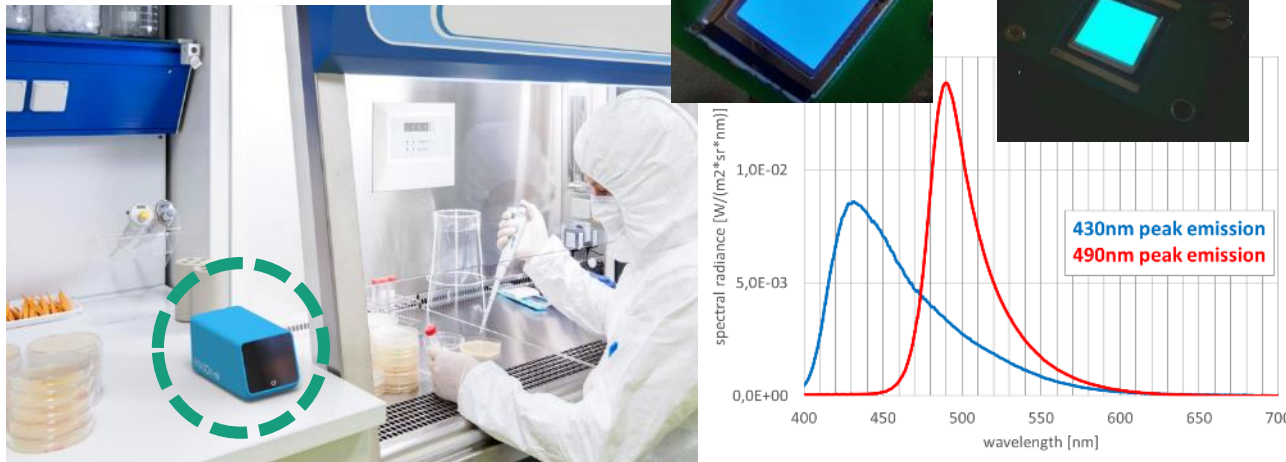 spectral radiance [W/(m2*sr*nm)]
1,0E-02
5,0E-03
0,0E+00
430nm peak emission
490nm peak emission
400
450
500
550
600
650
700
wavelength [nm]